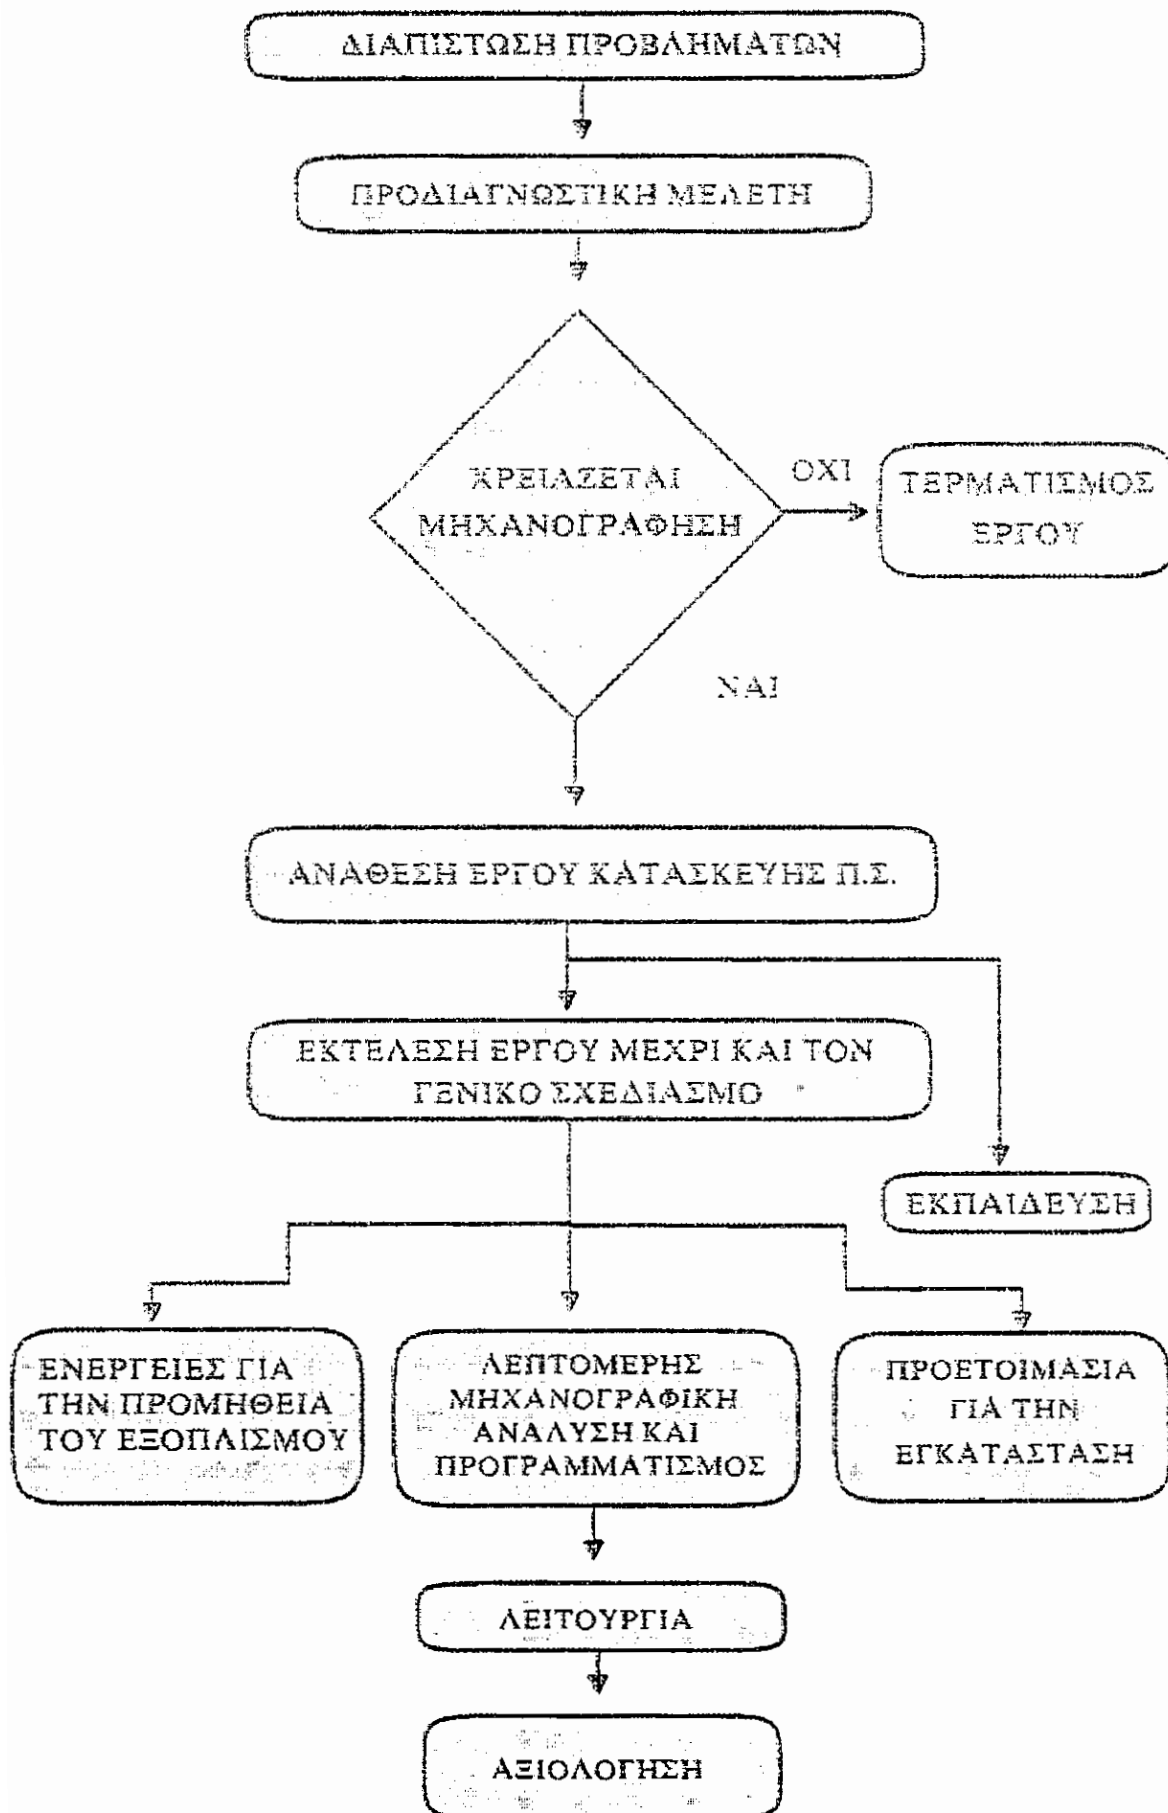 ΔΙΑΠΙΣΤΩΣΗ ΠΡΟΒΛΗΜΑΤΩΝ
ΠΡΟΔΙΑΓΝΩΣΤΙΚΗ ΜΕΛΕΤΗ
ΧΡΕΙΑΖΕΤΑΙ
ΜΗΧΑΝΟΓΡΑΦΗΣΗ
ΟΧΙ
ΤΕΡΜΑΤΙΣΜΟΣ
ΕΡΓΟΥ
ΝΑΙ
ΑΝΑΘΕΣΗ ΕΡΓΟΥ ΚΑΤΑΣΚΕΥΗΣ Π.Σ.
ΕΚΤΕΛΕΣΗ ΕΡΓΟΥ ΜΕΧΡΙ ΚΑΙ ΤΟΝ
ΓΕΝΙΚΟ ΣΧΕΔΙΑΣΜΟ
ΕΚΠΑΙΔΕΥΣΗ
ΕΝΕΡΓΕΙΕΣ ΓΙΑ
ΤΗΝ ΠΡΟΜΗΘΕΙΑ
ΤΟΥ ΕΞΟΠΛΙΣΜΟΥ
ΛΕΠΤΟΜΕΡΗΣ
ΜΗΧΑΝΟΓΡΑΦΙΚΗ
ΑΝΑΛΥΣΗ ΚΑΙ
ΠΡΟΓΡΑΜΜΑΤΙΣΜΟΣ
ΠΡΟΕΤΟΙΜΑΣΙΑ
ΓΙΑ ΤΗΝ
ΕΓΚΑΤΑΣΤΑΣΗ
ΛΕΙΤΟΥΡΓΙΑ
ΑΞΙΟΛΟΓΗΣΗ